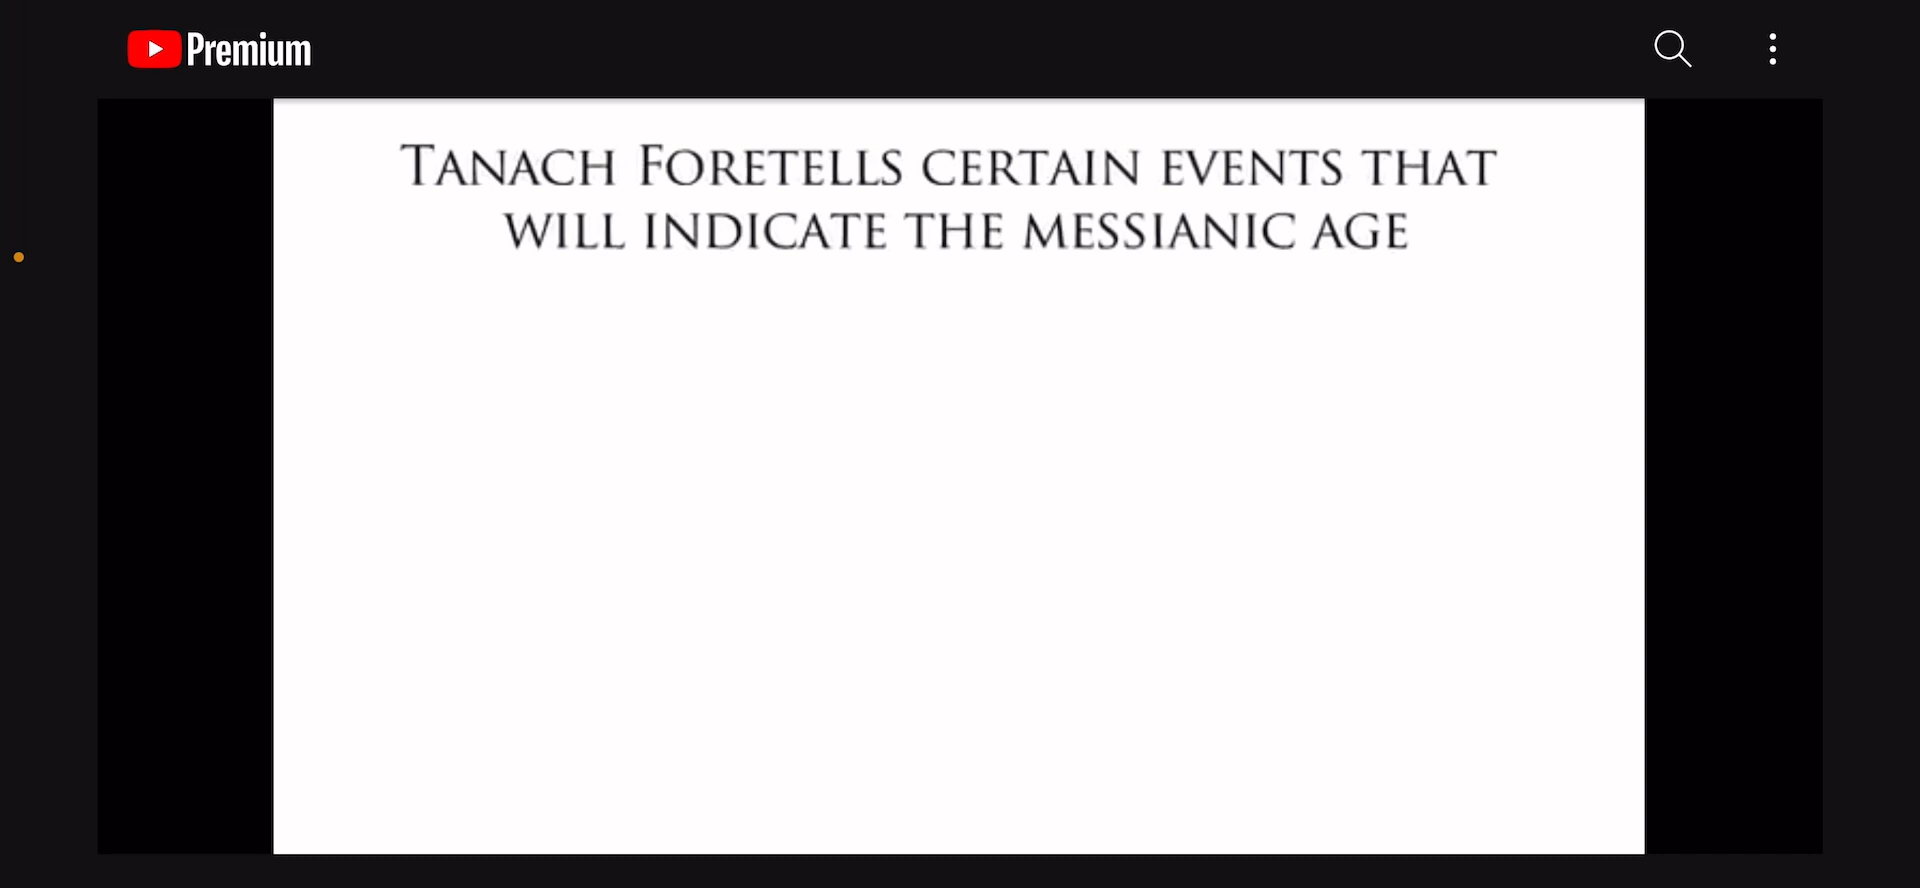 Premium
Tanach Foretells certain events that
will indicate the messianic age